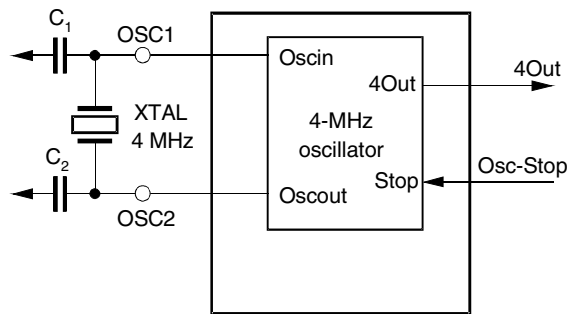 C1
OSC1
Oscin
4Out
4Out
XTAL
4 MHz
4-MHz
oscillator
C2
Stop
Osc-Stop
Oscout
OSC2